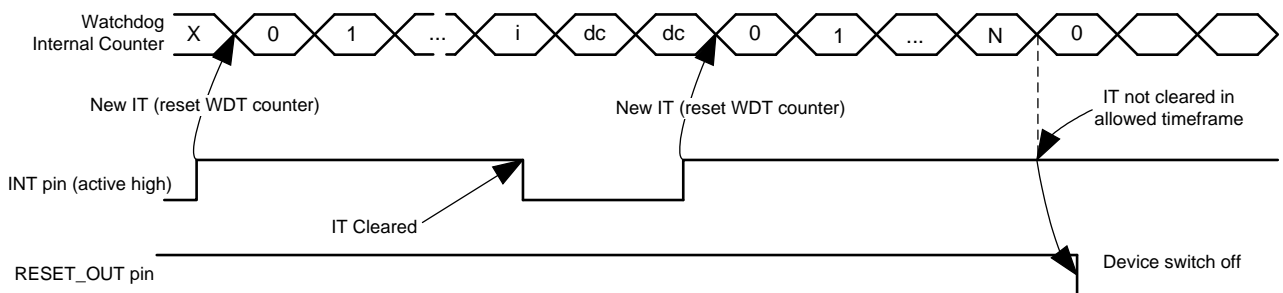 Watchdog
Internal Counter
X 0 1 ... i dc dc 0 1 ... N 0
New IT (reset WDT counter)
New IT (reset WDT counter)
IT not cleared in
allowed timeframe
INT pin (active high)
IT Cleared
RESET_OUT pin
Device switch off